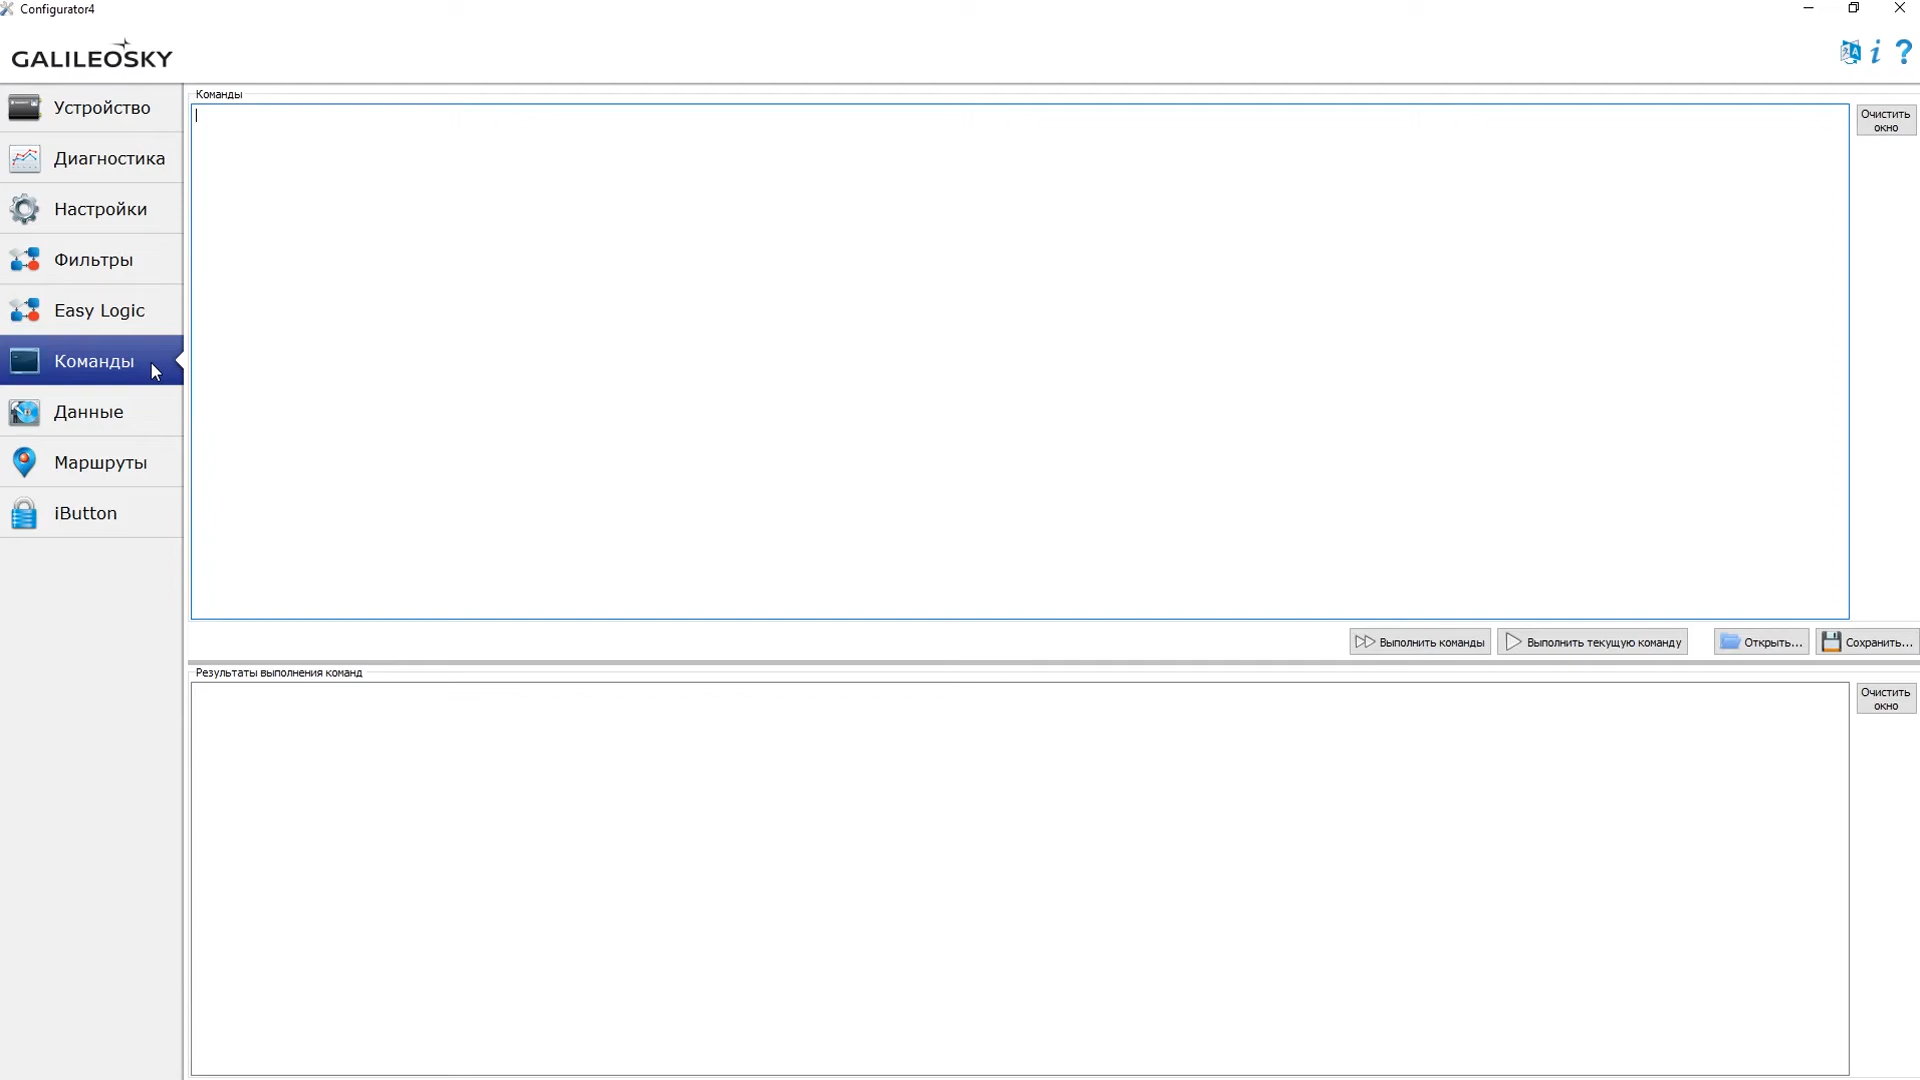 Configurator4
GALILEOSKY
Устройство
Диагностика
Настройки
Фильтры
Easy Logic
Команды
Данные
Маршруты
iButton
Команды
Очистить
окно
Выполнить команды
Выполнить текущую команду
Открыть...
Сохранить...
Результаты выполнения команд
Очистить
окно